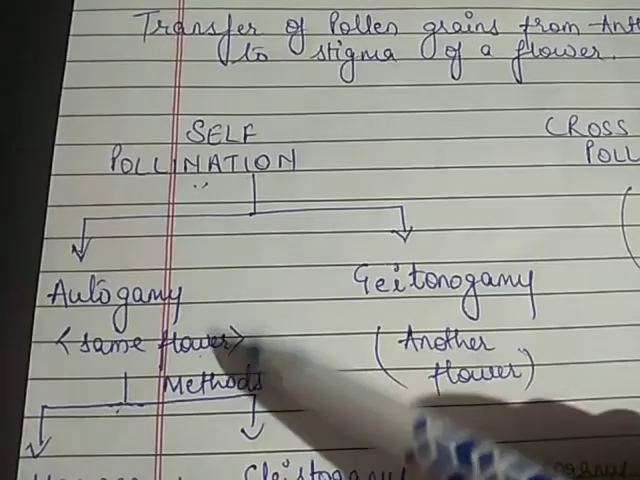 Transfer of Pollen grains from Anth
to stigma of a flower.
SELF
POLLINATION
CROSS
POLL
Autogamy
Geitonogamy
<same flower>
(Another
flower)
Methods
Cleistogamy